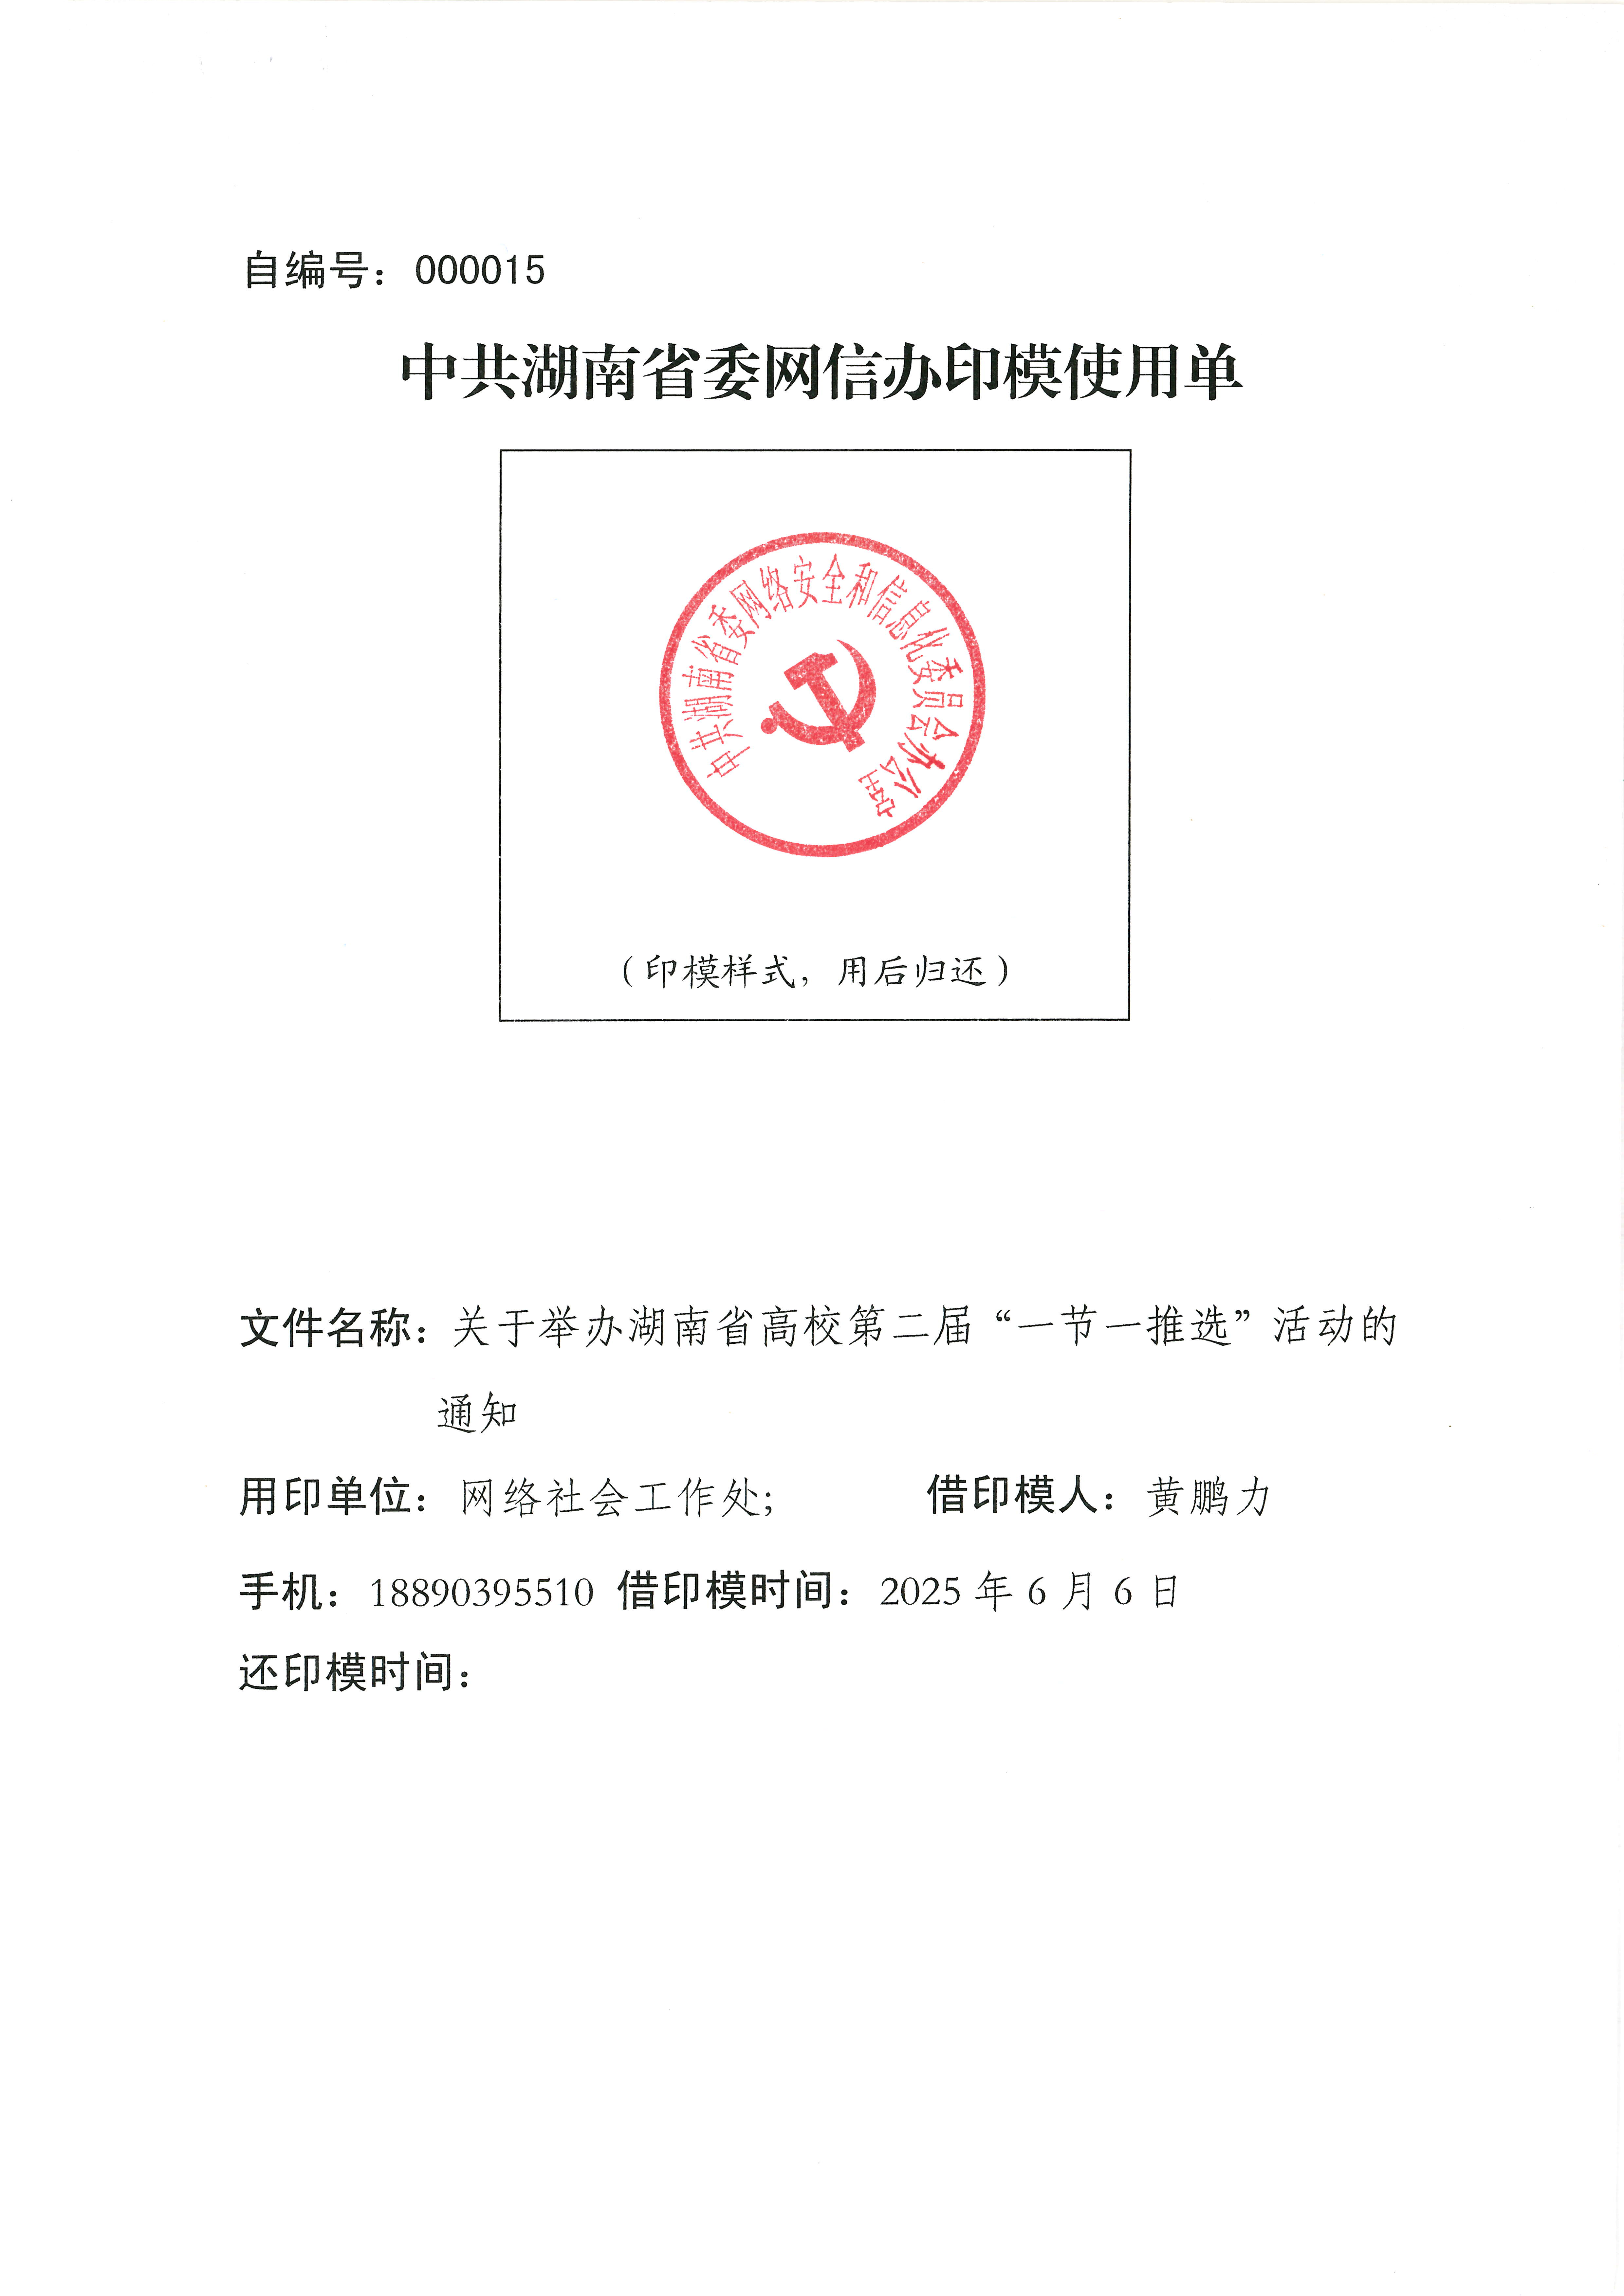 自编号：000015
中共湖南省委网信办印模使用单
中共湖南省委网络安全和信息化委员会办公室
（印模样式，用后归还）
文件名称：关于举办湖南省高校第二届“一节一推选”活动的
通知
用印单位：网络社会工作处;　　借印模人：黄鹏力
手机：18890395510 借印模时间：2025 年 6 月 6 日
还印模时间：